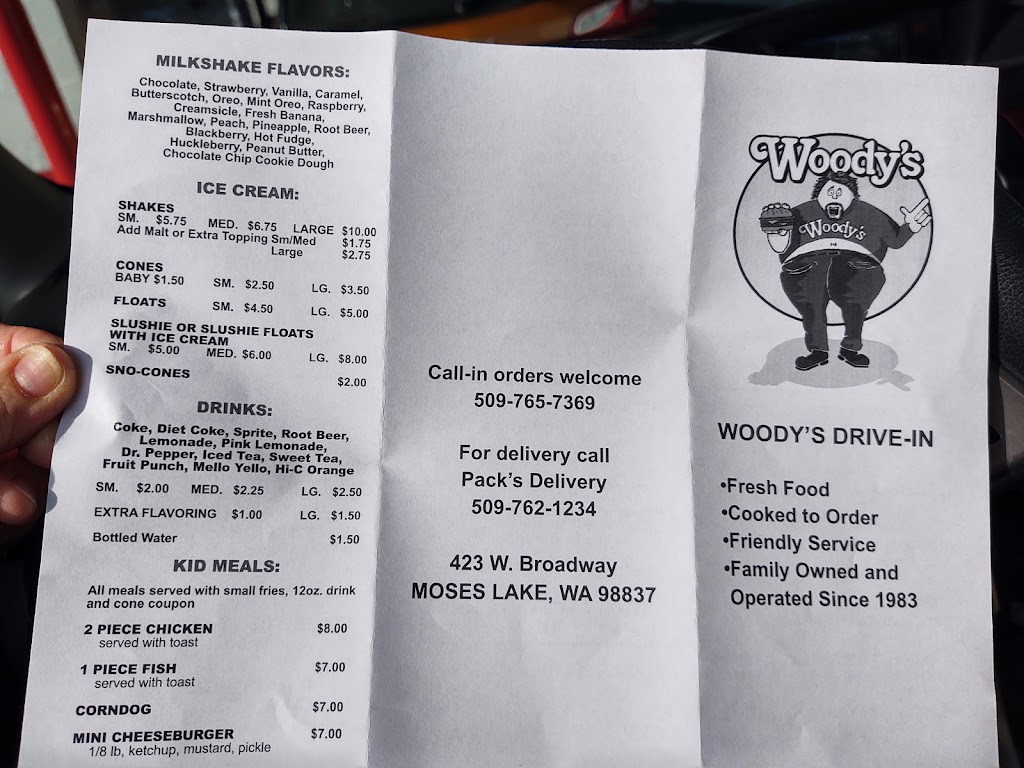 MILKSHAKE FLAVORS:
Chocolate, Strawberry, Vanilla, Caramel,
Butterscotch, Oreo, Mint Oreo, Raspberry,
Creamsicle, Fresh Banana,
Marshmallow, Peach, Pineapple, Root Beer,
Blackberry, Hot Fudge,
Huckleberry, Peanut Butter,
Chocolate Chip Cookie Dough
ICE CREAM:
SHAKES
SM. $5.75 MED. $6.75 LARGE $10.00
Add Malt or Extra Topping Sm/Med $1.75
Large $2.75
CONES
BABY $1.50 SM. $2.50 LG. $3.50
FLOATS SM. $4.50 LG. $5.00
SLUSHIE OR SLUSHIE FLOATS
WITH ICE CREAM
SM. $5.00 MED. $6.00 LG. $8.00
SNO-CONES $2.00
DRINKS:
Coke, Diet Coke, Sprite, Root Beer,
Lemonade, Pink Lemonade,
Dr. Pepper, Iced Tea, Sweet Tea,
Fruit Punch, Mello Yello, Hi-C Orange
SM. $2.00 MED. $2.25 LG. $2.50
EXTRA FLAVORING $1.00 LG. $1.50
Bottled Water $1.50
KID MEALS:
All meals served with small fries, 12oz. drink
and cone coupon
2 PIECE CHICKEN $8.00
served with toast
1 PIECE FISH $7.00
served with toast
CORNDOG $7.00
MINI CHEESEBURGER $7.00
1/8 lb, ketchup, mustard, pickle
Call-in orders welcome
509-765-7369
For delivery call
Pack's Delivery
509-762-1234
423 W. Broadway
MOSES LAKE, WA 98837
Woody's
Woody's
WOODY'S DRIVE-IN
•Fresh Food
•Cooked to Order
•Friendly Service
•Family Owned and
Operated Since 1983